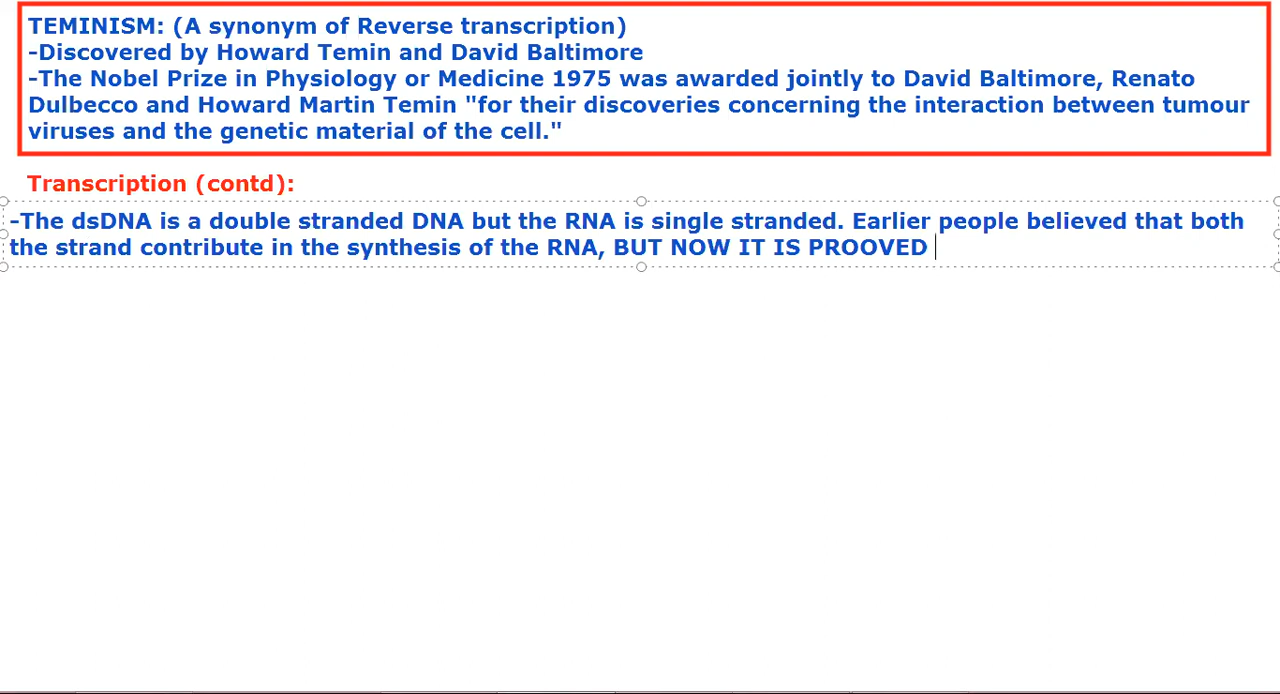 TEMINISM: (A synonym of Reverse transcription)
-Discovered by Howard Temin and David Baltimore
-The Nobel Prize in Physiology or Medicine 1975 was awarded jointly to David Baltimore, Renato
Dulbecco and Howard Martin Temin "for their discoveries concerning the interaction between tumour
viruses and the genetic material of the cell."
Transcription (contd):
-The dsDNA is a double stranded DNA but the RNA is single stranded. Earlier people believed that both
the strand contribute in the synthesis of the RNA, BUT NOW IT IS PROOVED